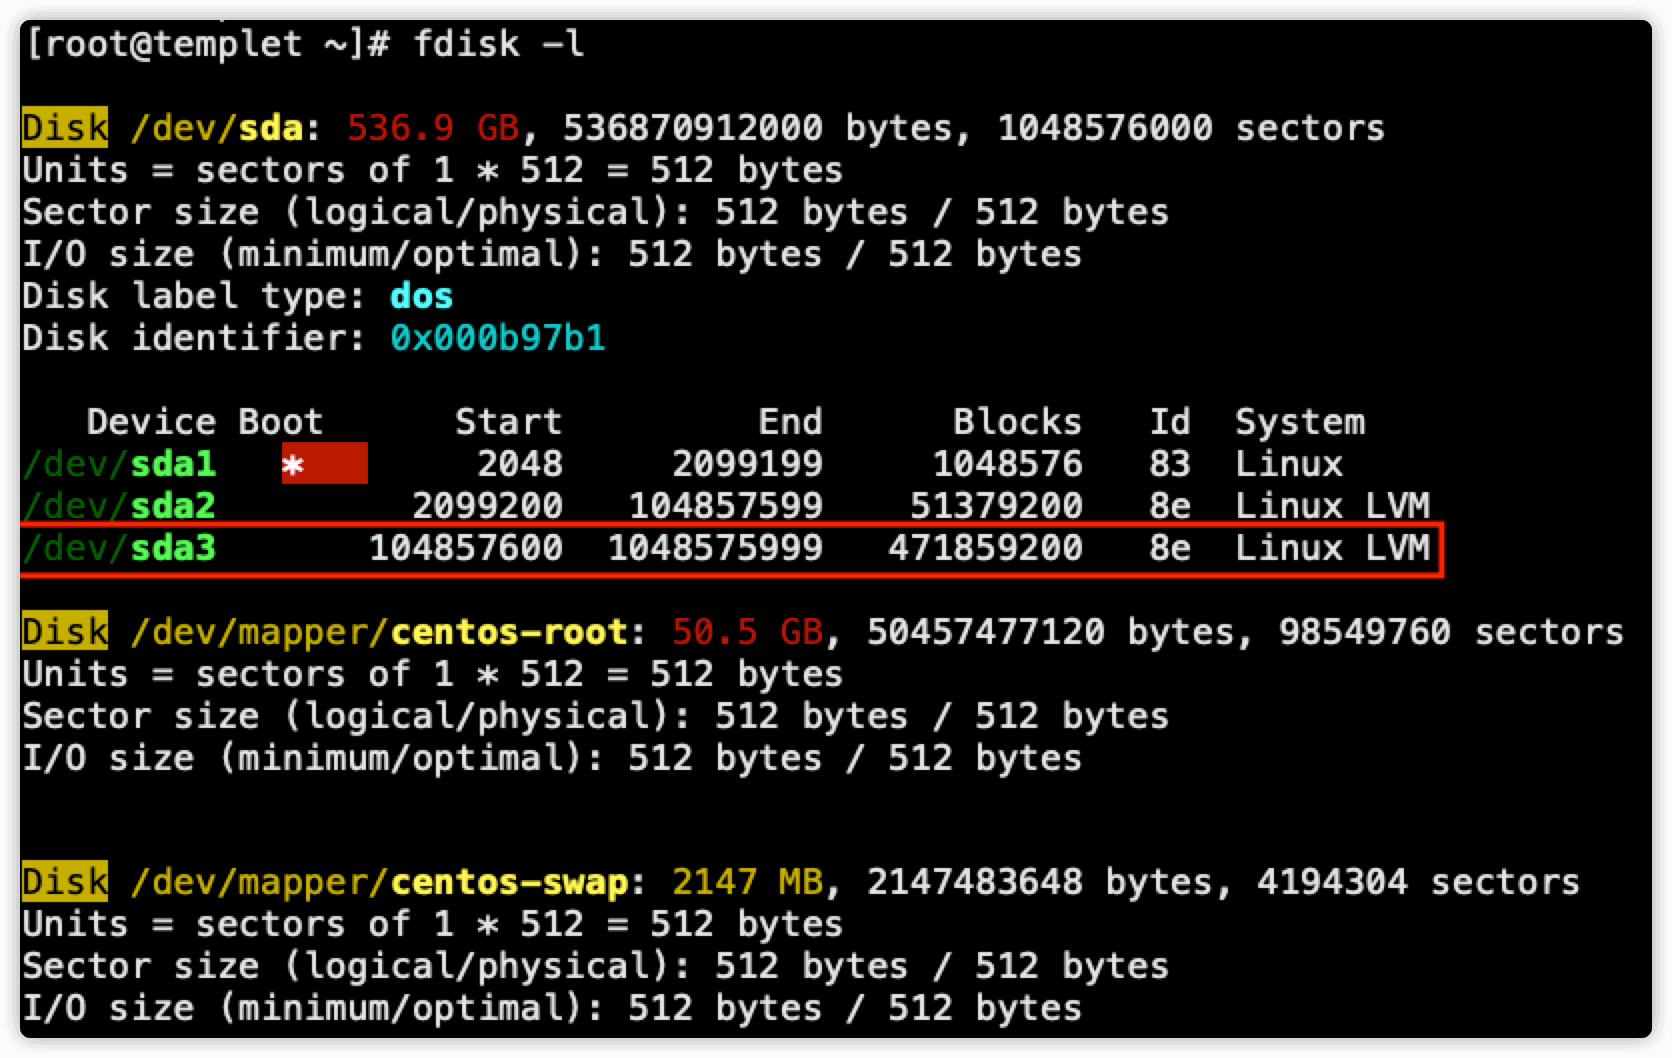 [root@templet ~]# fdisk -l
Disk /dev/sda: 536.9 GB, 536870912000 bytes, 1048576000 sectors
Units = sectors of 1 * 512 = 512 bytes
Sector size (logical/physical): 512 bytes / 512 bytes
I/O size (minimum/optimal): 512 bytes / 512 bytes
Disk label type: dos
Disk identifier: 0x000b97b1
Device Boot Start End Blocks Id System
/dev/sda1 * 2048 2099199 1048576 83 Linux
/dev/sda2 2099200 104857599 51379200 8e Linux LVM
/dev/sda3 104857600 1048575999 471859200 8e Linux LVM
Disk /dev/mapper/centos-root: 50.5 GB, 50457477120 bytes, 98549760 sectors
Units = sectors of 1 * 512 = 512 bytes
Sector size (logical/physical): 512 bytes / 512 bytes
I/O size (minimum/optimal): 512 bytes / 512 bytes
Disk /dev/mapper/centos-swap: 2147 MB, 2147483648 bytes, 4194304 sectors
Units = sectors of 1 * 512 = 512 bytes
Sector size (logical/physical): 512 bytes / 512 bytes
I/O size (minimum/optimal): 512 bytes / 512 bytes